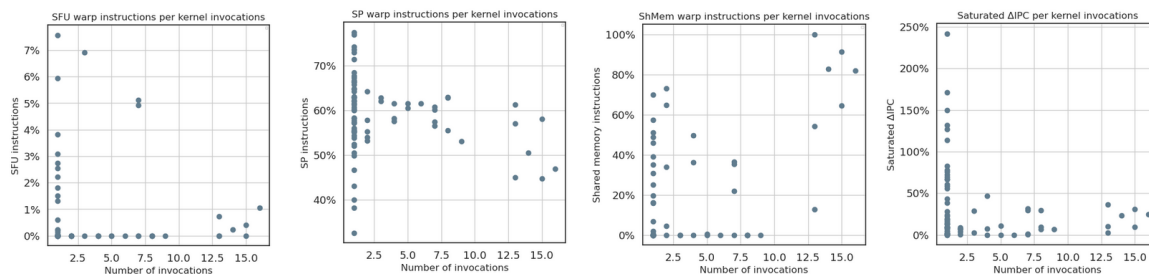 SFU warp instructions per kernel invocations
SFU instructions
7%
6%
5%
4%
3%
2%
1%
0%
2.5 5.0 7.5 10.0 12.5 15.0
Number of invocations
SP warp instructions per kernel invocations
SP instructions
70%
60%
50%
40%
2.5 5.0 7.5 10.0 12.5 15.0
Number of invocations
ShMem warp instructions per kernel invocations
Shared memory instructions
100%
80%
60%
40%
20%
0%
2.5 5.0 7.5 10.0 12.5 15.0
Number of invocations
Saturated ΔIPC per kernel invocations
Saturated ΔIPC
250%
200%
150%
100%
50%
0%
2.5 5.0 7.5 10.0 12.5 15.0
Number of invocations